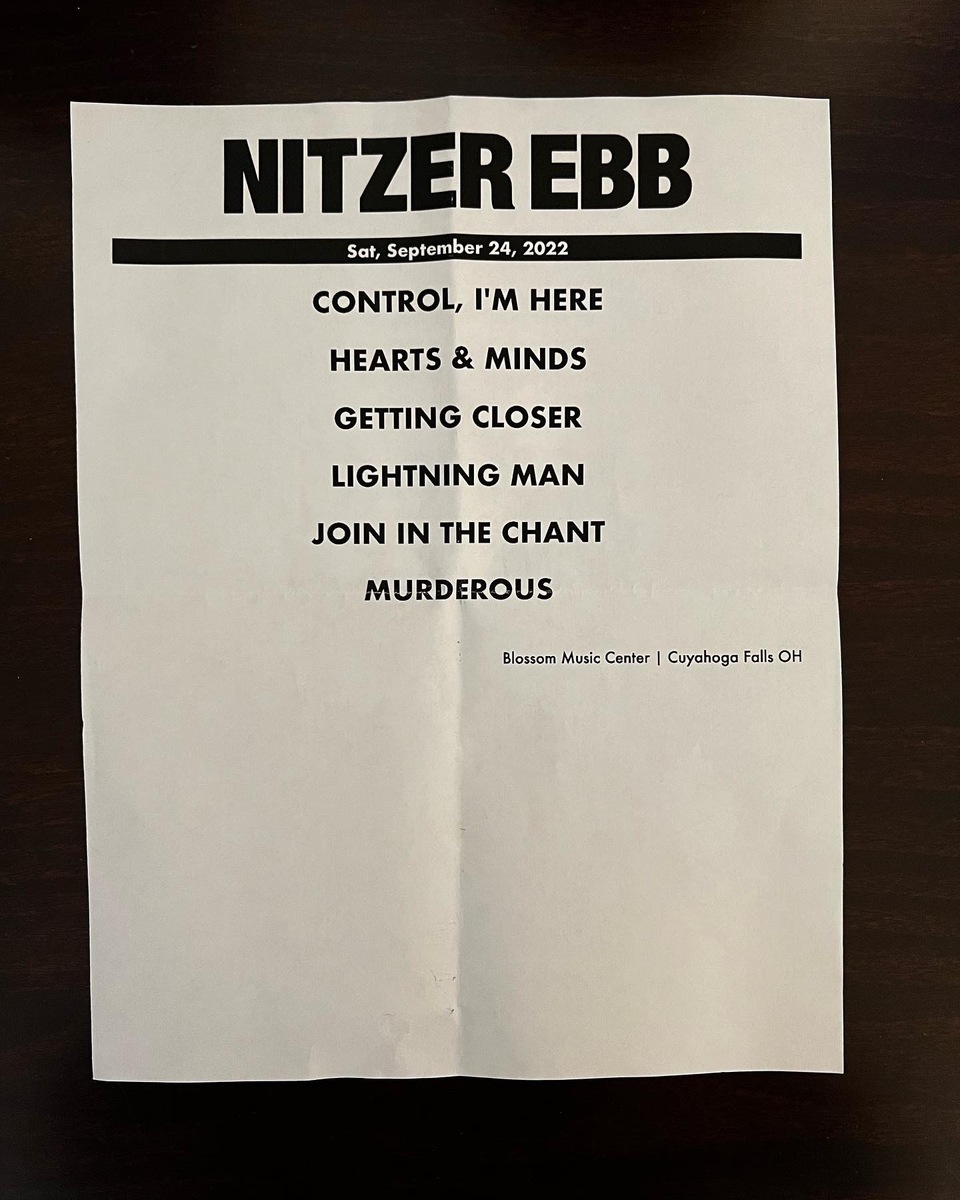 NITZER EBB
Sat, September 24, 2022
CONTROL, I'M HERE
HEARTS & MINDS
GETTING CLOSER
LIGHTNING MAN
JOIN IN THE CHANT
MURDEROUS
Blossom Music Center | Cuyahoga Falls OH